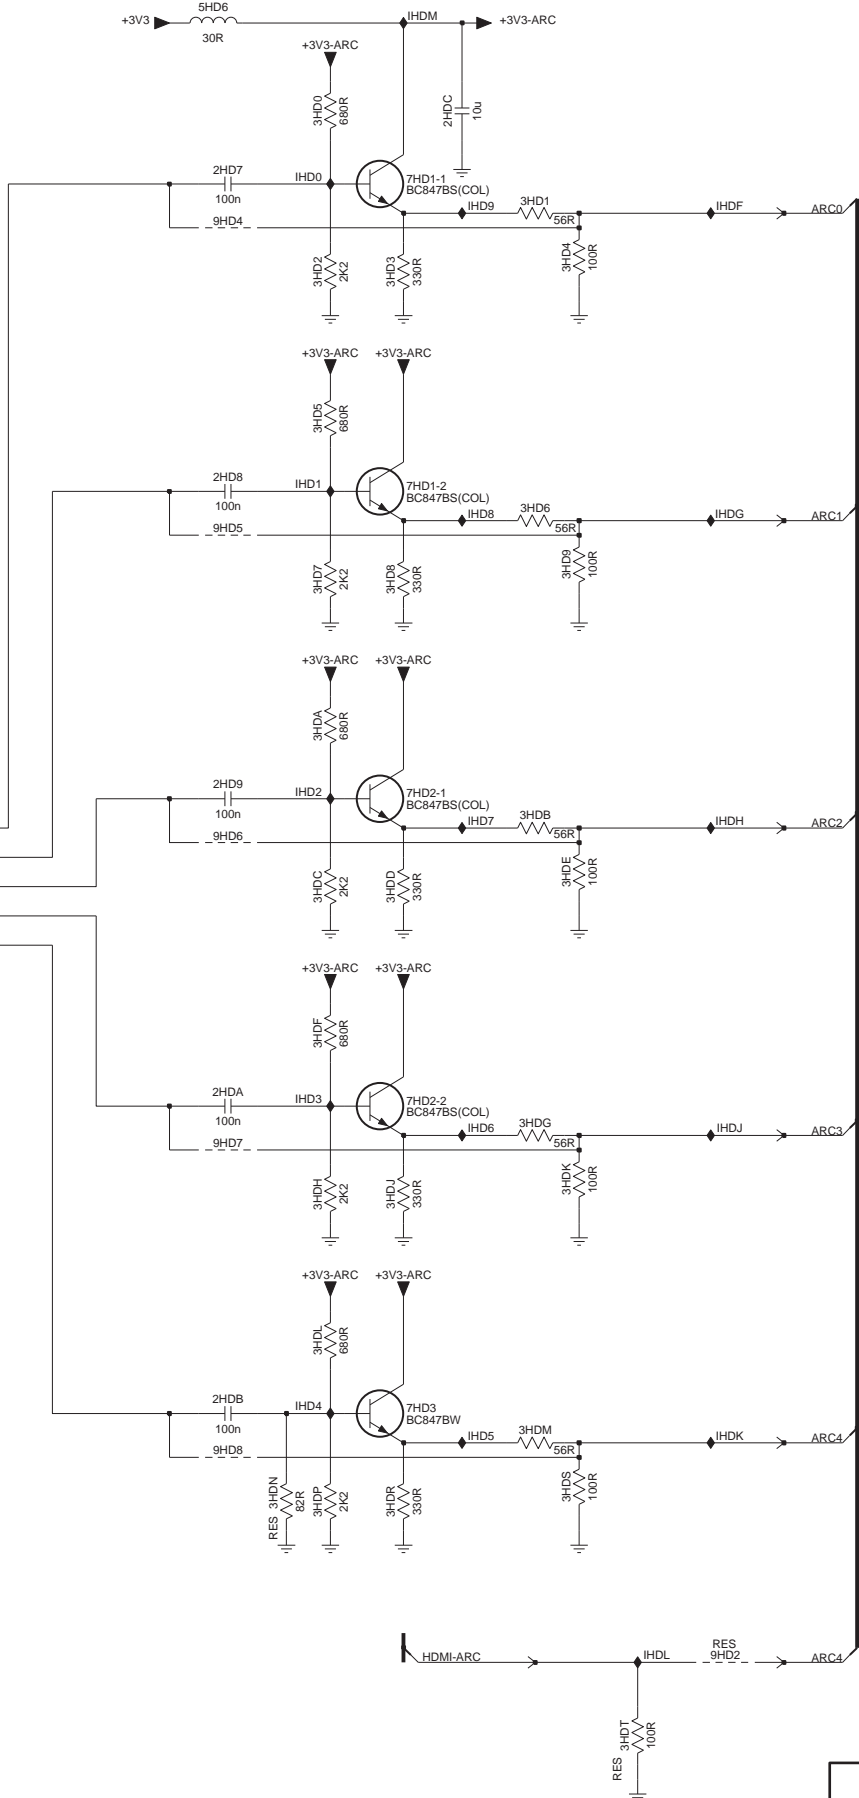 5HD6
+3V3
30R
IHDM
+3V3-ARC
+3V3-ARC
3HD0
680R
2HDC
10u
2HD7
100n
IHD0
7HD1-1
BC847BS(COL)
9HD4
IHD9
3HD1
56R
IHDF
ARC0
3HD2
2K2
3HD3
330R
3HD4
100R
+3V3-ARC
+3V3-ARC
3HD5
680R
2HD8
100n
IHD1
7HD1-2
BC847BS(COL)
9HD5
IHD8
3HD6
56R
IHDG
ARC1
3HD7
2K2
3HD8
330R
3HD9
100R
+3V3-ARC
+3V3-ARC
3HDA
680R
2HD9
100n
IHD2
7HD2-1
BC847BS(COL)
9HD6
IHD7
3HDB
56R
IHDH
ARC2
3HDC
2K2
3HDD
330R
3HDE
100R
+3V3-ARC
+3V3-ARC
3HDF
680R
2HDA
100n
IHD3
7HD2-2
BC847BS(COL)
9HD7
IHD6
3HDG
56R
IHDJ
ARC3
3HDH
2K2
3HDJ
330R
3HDK
100R
+3V3-ARC
+3V3-ARC
3HDL
680R
2HDB
100n
IHD4
7HD3
BC847BW
9HD8
IHD5
3HDM
56R
IHDK
ARC4
RES 3HDN
82R
3HDP
2K2
3HDR
330R
3HDS
100R
HDMI-ARC
IHDL
RES
9HD2
ARC4
RES 3HDT
100R